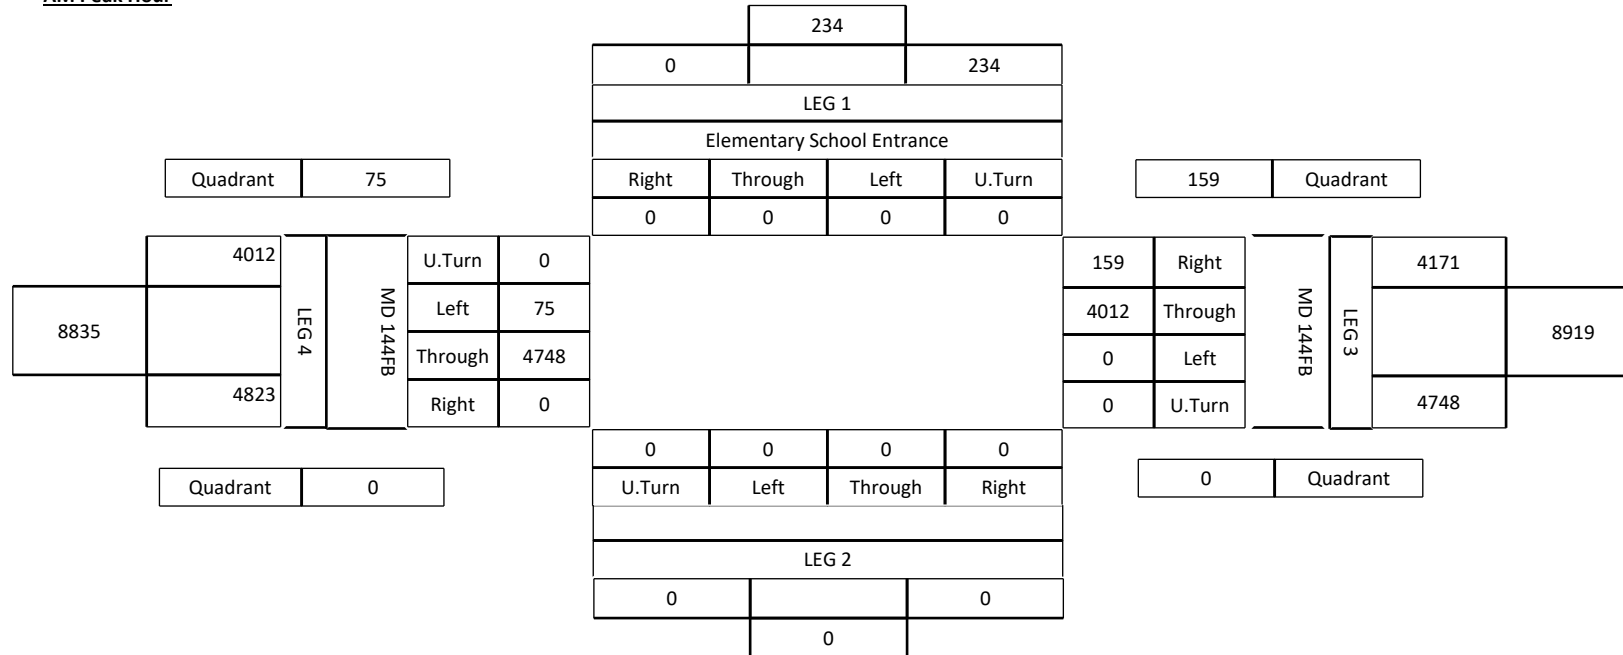 AM Peak Hour
234
0 234
LEG 1
Elementary School Entrance
Quadrant 75 Right Through Left U.Turn 159 Quadrant
0 0 0 0
4012 U.Turn 0 159 Right 4171
Left 75 4012 Through
8835 LEG 4 MD 144FB MD 144FB LEG 3 8919
Through 4748 0 Left
4823 Right 0 0 U.Turn 4748
0 0 0 0
Quadrant 0 U.Turn Left Through Right 0 Quadrant
LEG 2
0 0
0